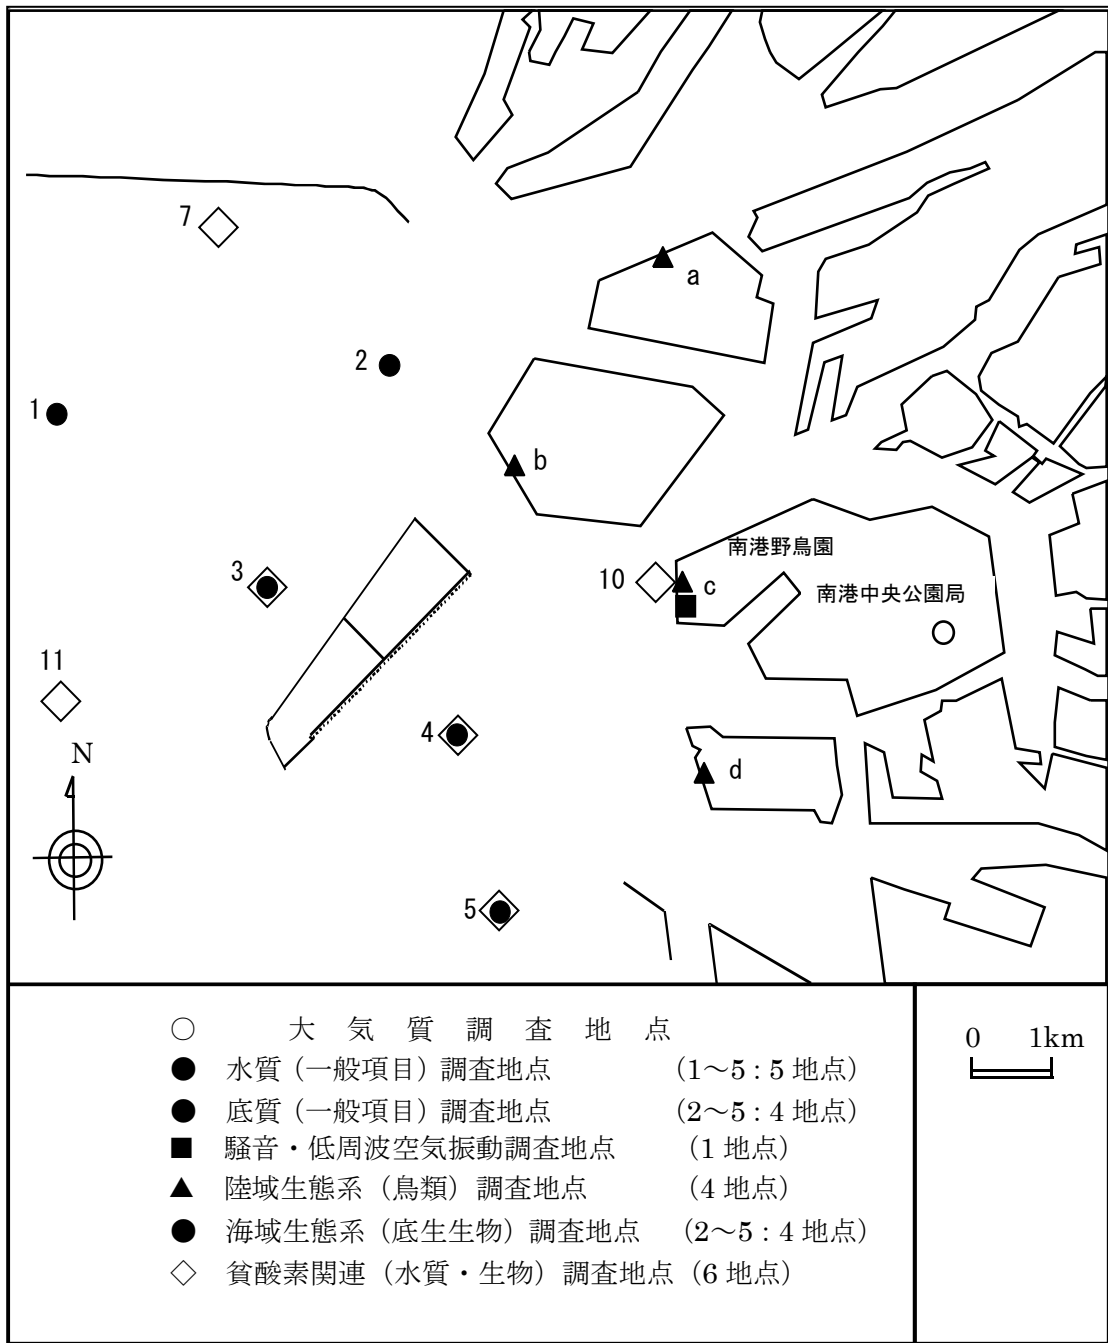 7
a
2
1
b
南港野鳥園
3
10
c
南港中央公園局
11
4
N
d
5
○ 大気質調査地点
● 水質（一般項目）調査地点 （1～5：5 地点）
● 底質（一般項目）調査地点 （2～5：4 地点）
■ 騒音・低周波空気振動調査地点 （1 地点）
▲ 陸域生態系（鳥類）調査地点 （4 地点）
● 海域生態系（底生生物）調査地点 （2～5：4 地点）
◇ 貧酸素関連（水質・生物）調査地点（6 地点）
0 1km